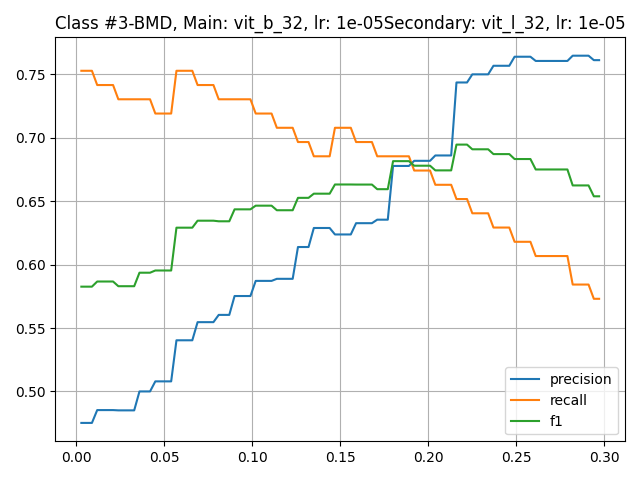 Class #3-BMD, Main: vit_b_32, lr: 1e-05Secondary: vit_l_32, lr: 1e-05
0.75
0.70
0.65
0.60
0.55
0.50
precision
recall
f1
0.00 0.05 0.10 0.15 0.20 0.25 0.30